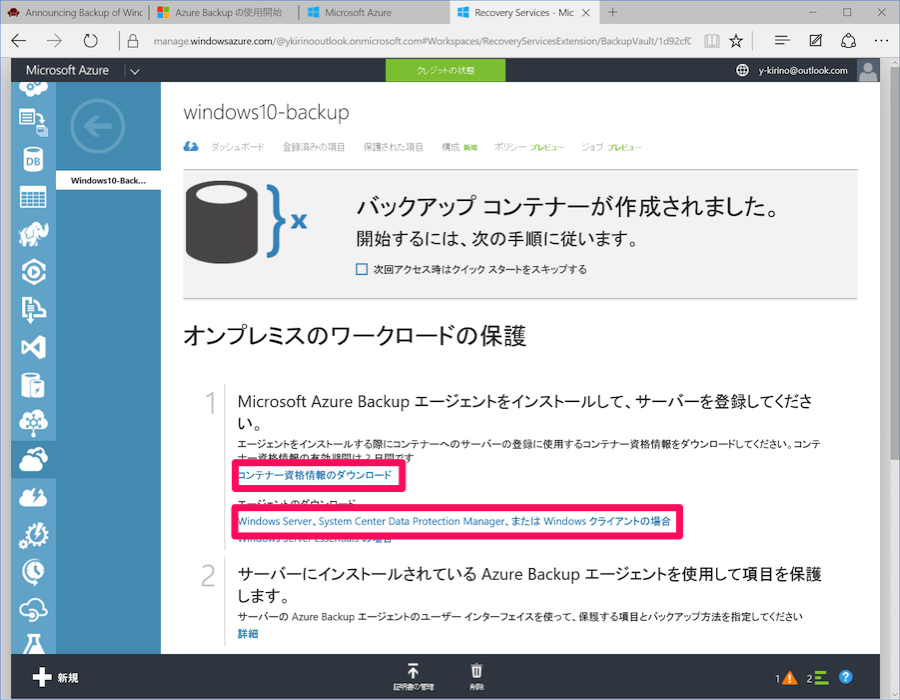 Announcing Backup of Winc
Azure Backup の使用開始
Microsoft Azure
Recovery Services - Mic
manage.windowsazure.com/@ykirinooutlook.onmicrosoft.com#Workspaces/RecoveryServicesExtension/BackupVault/1d92cf0
Microsoft Azure
クレジットの状態
y-kirino@outlook.com
DB
Windows10-Back...
windows10-backup
ダッシュボード 登録済みの項目 保護された項目 構成 新規 ポリシー プレビュー ジョブ プレビュー
x
バックアップ コンテナーが作成されました。
開始するには、次の手順に従います。
次回アクセス時はクイック スタートをスキップする
オンプレミスのワークロードの保護
1
Microsoft Azure Backup エージェントをインストールして、サーバーを登録してくださ
い。
エージェントをインストールする際にコンテナーへのサーバーの登録に使用するコンテナー資格情報をダウンロードしてください。コンテ
ナー資格情報の有効期間は 2 日間です
コンテナー資格情報のダウンロード
エージェントのダウンロード
Windows Server、System Center Data Protection Manager、または Windows クライアントの場合
Windows Server Essentials の場合
2
サーバーにインストールされている Azure Backup エージェントを使用して項目を保護
します。
サーバーの Azure Backup エージェントのユーザー インターフェイスを使って、保護する項目とバックアップ方法を指定してください
詳細
新規
証明書の管理
削除
1
2
?